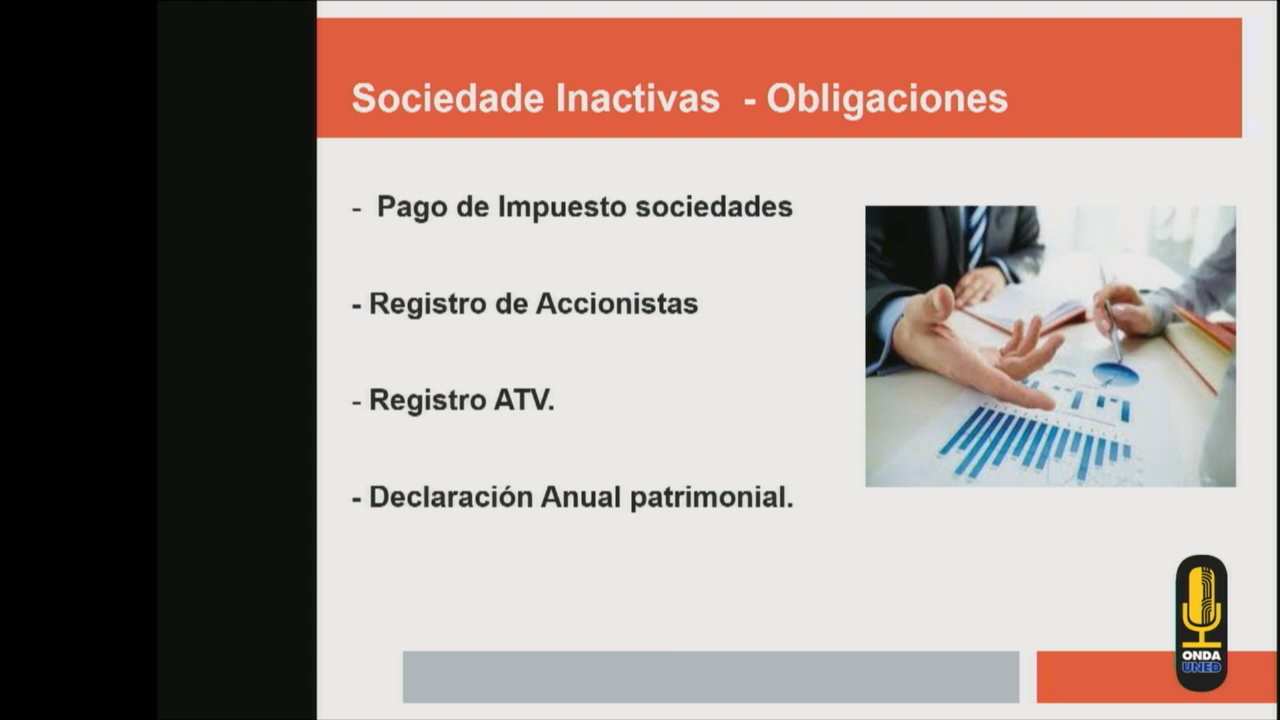 Sociedade Inactivas - Obligaciones
- Pago de Impuesto sociedades
- Registro de Accionistas
- Registro ATV.
- Declaración Anual patrimonial.
ONDA
UNED